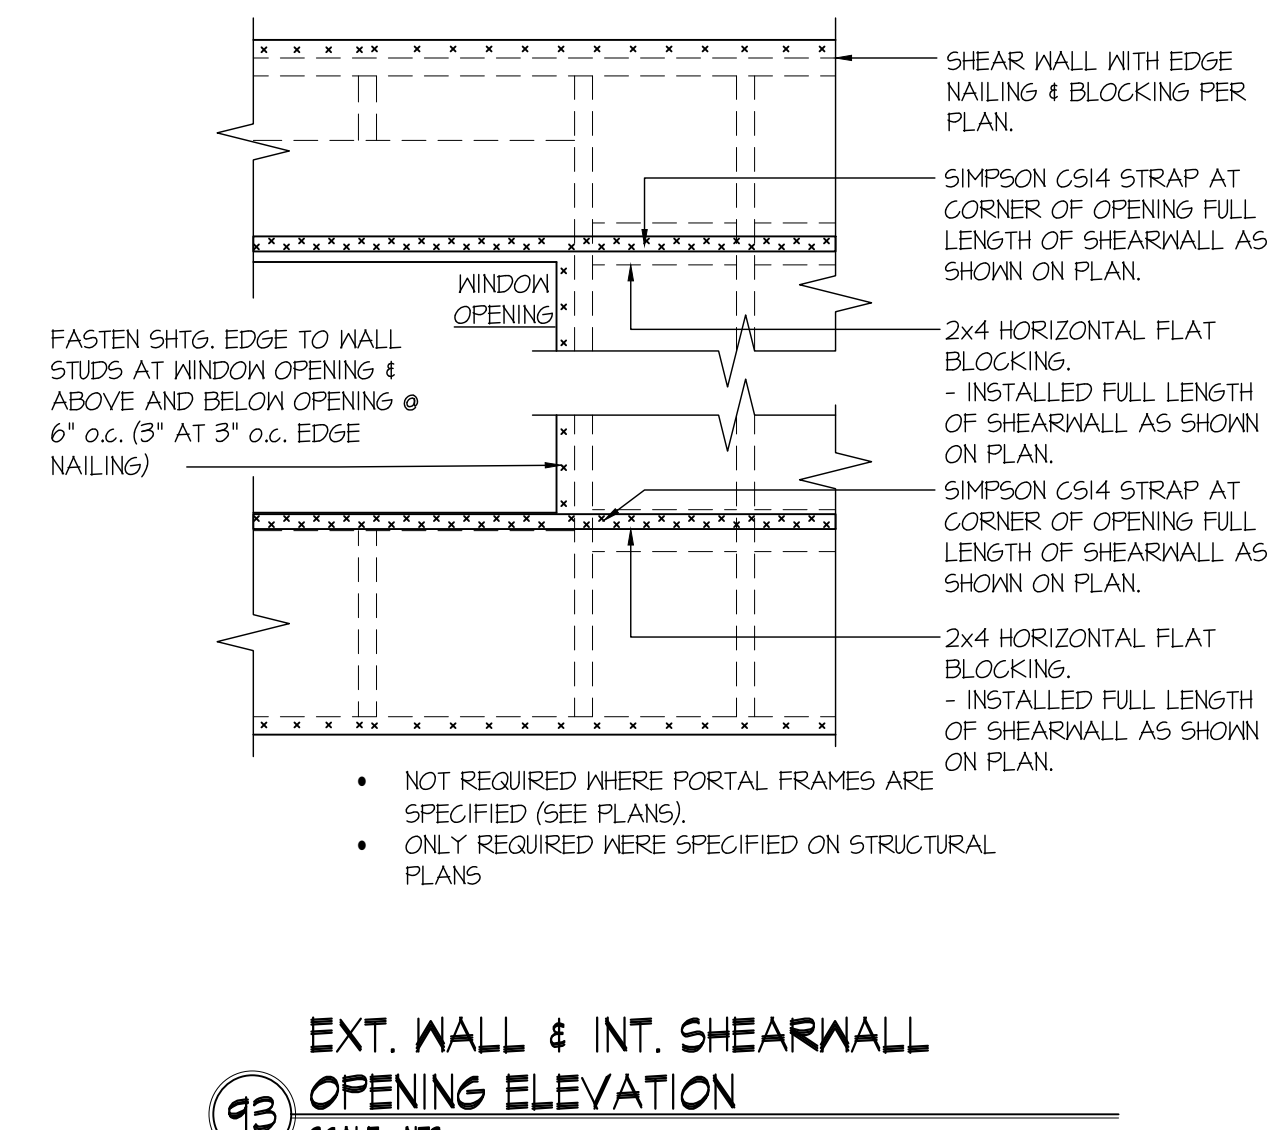 SHEAR WALL WITH EDGE
NAILING & BLOCKING PER
PLAN.
SIMPSON CS14 STRAP AT
CORNER OF OPENING FULL
LENGTH OF SHEARWALL AS
SHOWN ON PLAN.
WINDOW
OPENING
2x4 HORIZONTAL FLAT
BLOCKING.
- INSTALLED FULL LENGTH
OF SHEARWALL AS SHOWN
ON PLAN.
FASTEN SHTG. EDGE TO WALL
STUDS AT WINDOW OPENING &
ABOVE AND BELOW OPENING @
6" o.c. (3" AT 3" o.c. EDGE
NAILING)
SIMPSON CS14 STRAP AT
CORNER OF OPENING FULL
LENGTH OF SHEARWALL AS
SHOWN ON PLAN.
2x4 HORIZONTAL FLAT
BLOCKING.
- INSTALLED FULL LENGTH
OF SHEARWALL AS SHOWN
ON PLAN.
• NOT REQUIRED WHERE PORTAL FRAMES ARE
SPECIFIED (SEE PLANS).
• ONLY REQUIRED WERE SPECIFIED ON STRUCTURAL
PLANS
EXT. WALL & INT. SHEARWALL
OPENING ELEVATION
93